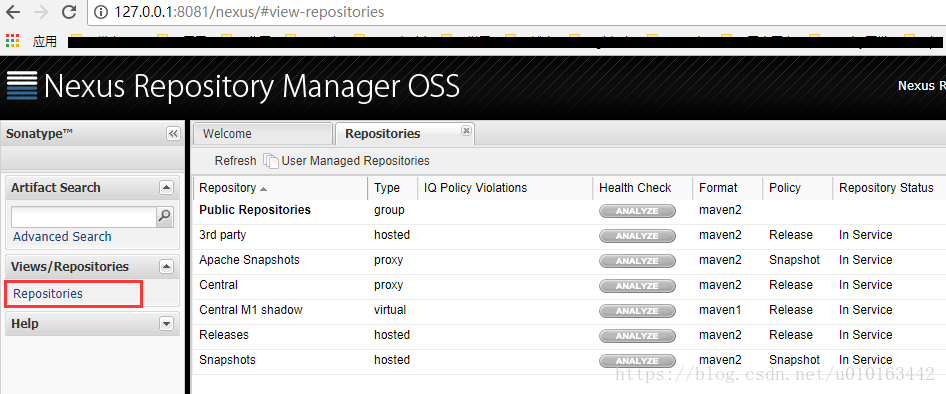 127.0.0.1:8081/nexus/#view-repositories
应用
Nexus Repository Manager OSS
Nexus R
Sonatype™
Welcome
Repositories
Refresh User Managed Repositories
Artifact Search
Advanced Search
Views/Repositories
Repositories
Help
Repository Type IQ Policy Violations Health Check Format Policy Repository Status
Public Repositories group ANALYZE maven2
3rd party hosted ANALYZE maven2 Release In Service
Apache Snapshots proxy ANALYZE maven2 Snapshot In Service
Central proxy ANALYZE maven2 Release In Service
Central M1 shadow virtual ANALYZE maven1 Release In Service
Releases hosted ANALYZE maven2 Release In Service
Snapshots hosted ANALYZE maven2 Snapshot In Service
https://blog.csdn.net/u010163442